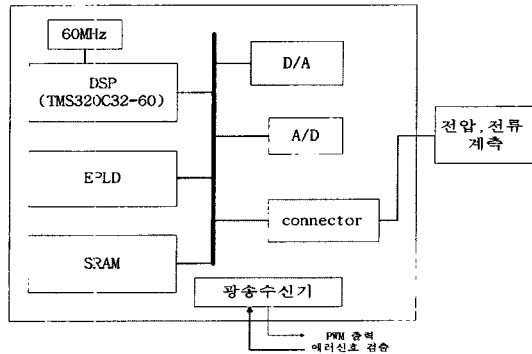 60MHz
DSP
(TMS320C32-60)
D/A
A/D
전압,전류
계측
EPLD
connector
SRAM
광송수신기
PWM 출력
에러신호 검출